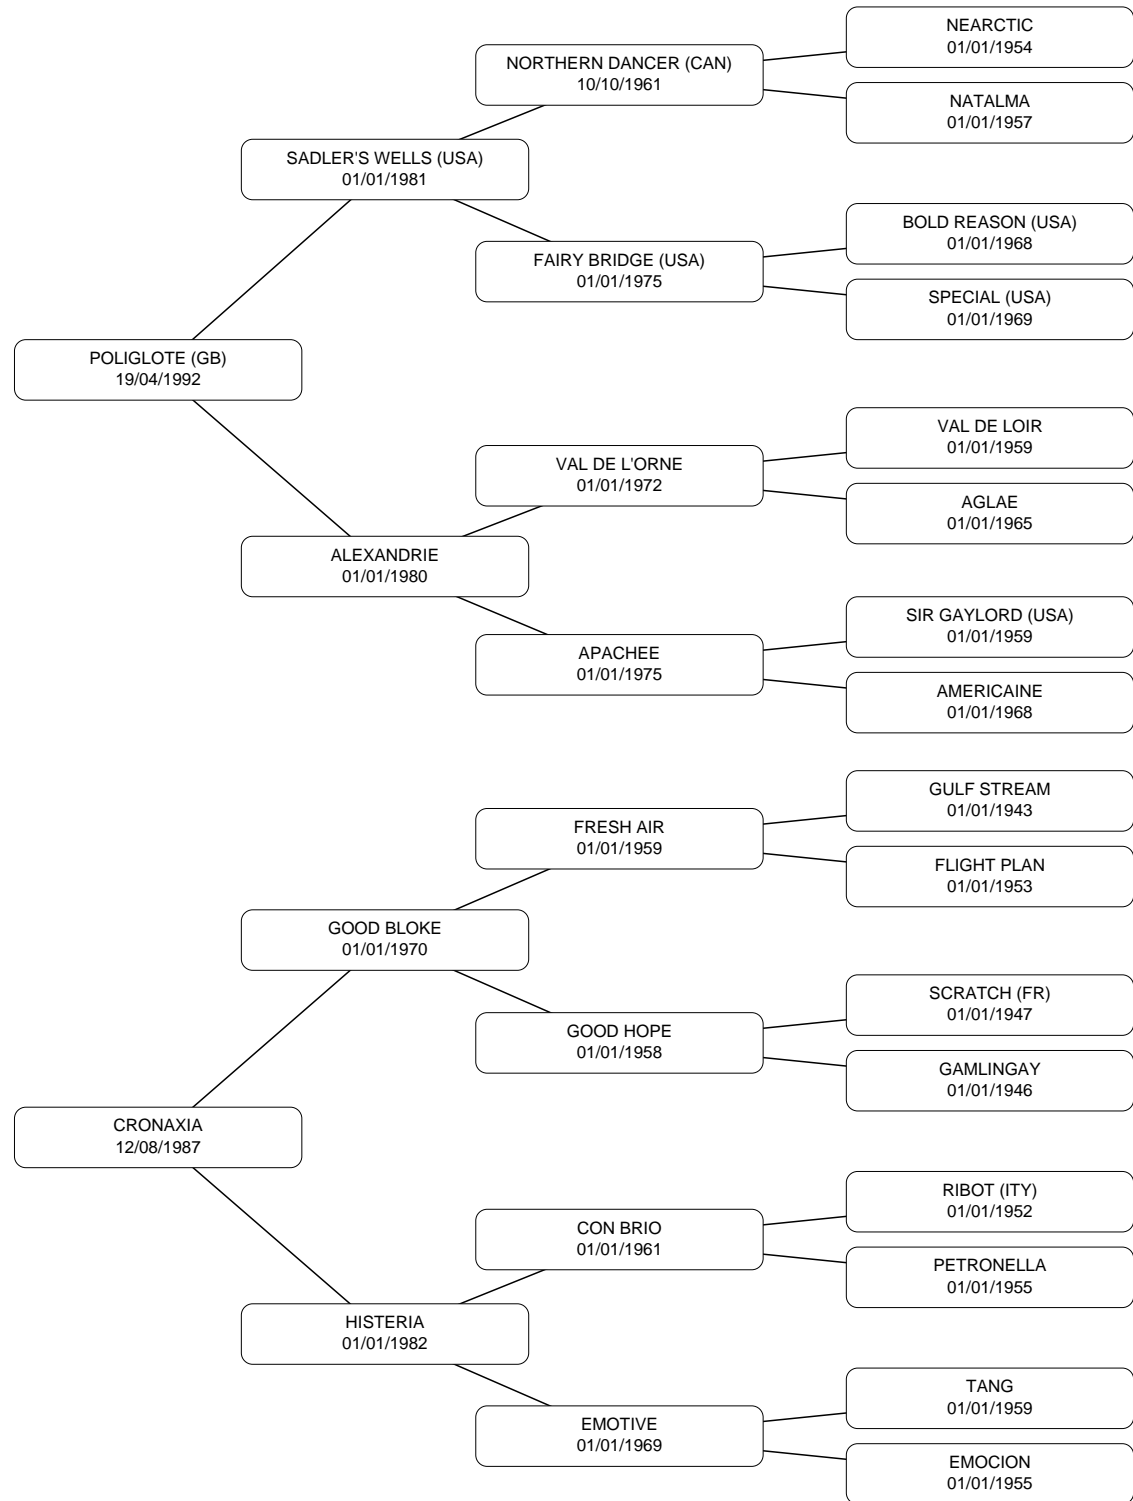 NEARCTIC
01/01/1954
NORTHERN DANCER (CAN)
10/10/1961
NATALMA
01/01/1957
SADLER'S WELLS (USA)
01/01/1981
BOLD REASON (USA)
01/01/1968
FAIRY BRIDGE (USA)
01/01/1975
SPECIAL (USA)
01/01/1969
POLIGLOTE (GB)
19/04/1992
VAL DE LOIR
01/01/1959
VAL DE L'ORNE
01/01/1972
AGLAE
01/01/1965
ALEXANDRIE
01/01/1980
SIR GAYLORD (USA)
01/01/1959
APACHEE
01/01/1975
AMERICAINE
01/01/1968
GULF STREAM
01/01/1943
FRESH AIR
01/01/1959
FLIGHT PLAN
01/01/1953
GOOD BLOKE
01/01/1970
SCRATCH (FR)
01/01/1947
GOOD HOPE
01/01/1958
GAMLINGAY
01/01/1946
CRONAXIA
12/08/1987
RIBOT (ITY)
01/01/1952
CON BRIO
01/01/1961
PETRONELLA
01/01/1955
HISTERIA
01/01/1982
TANG
01/01/1959
EMOTIVE
01/01/1969
EMOCION
01/01/1955